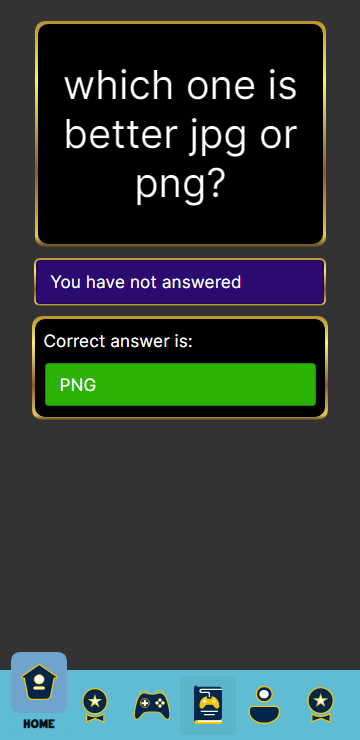 which one is
better jpg or
png?
You have not answered
Correct answer is:
PNG
HOME